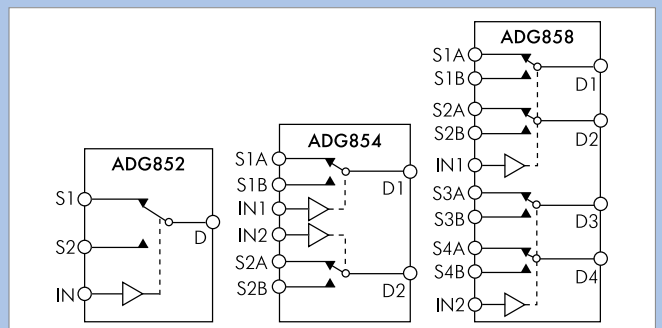 ADG852
S1
S2
D
IN
ADG854
S1A
S1B
D1
IN1
IN2
S2A
S2B
D2
ADG858
S1A
S1B
D1
S2A
S2B
D2
IN1
S3A
S3B
D3
S4A
S4B
D4
IN2